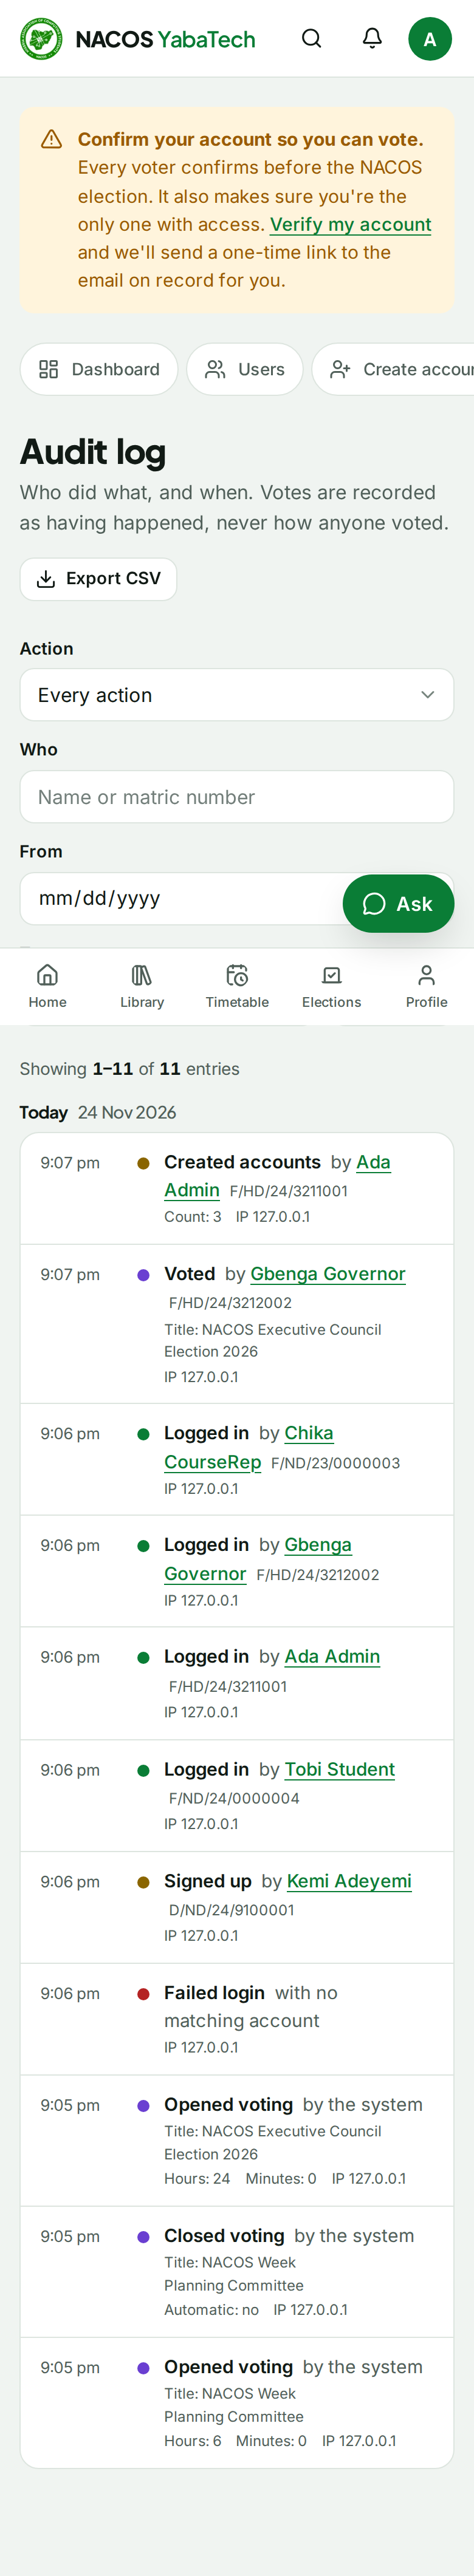 NACOS YabaTech
A
Confirm your account so you can vote.
Every voter confirms before the NACOS
election. It also makes sure you're the
only one with access. Verify my account
and we'll send a one-time link to the
email on record for you.
Dashboard
Users
Create accour
Audit log
Who did what, and when. Votes are recorded
as having happened, never how anyone voted.
Export CSV
Action
Every action
Who
Name or matric number
From
mm/dd/yyyy
Ask
Home
Library
Timetable
Elections
Profile
Showing 1–11 of 11 entries
Today 24 Nov 2026
9:07 pm
Created accounts by Ada
Admin F/HD/24/3211001
Count: 3 IP 127.0.0.1
9:07 pm
Voted by Gbenga Governor
F/HD/24/3212002
Title: NACOS Executive Council
Election 2026
IP 127.0.0.1
9:06 pm
Logged in by Chika
CourseRep F/ND/23/0000003
IP 127.0.0.1
9:06 pm
Logged in by Gbenga
Governor F/HD/24/3212002
IP 127.0.0.1
9:06 pm
Logged in by Ada Admin
F/HD/24/3211001
IP 127.0.0.1
9:06 pm
Logged in by Tobi Student
F/ND/24/0000004
IP 127.0.0.1
9:06 pm
Signed up by Kemi Adeyemi
D/ND/24/9100001
IP 127.0.0.1
9:06 pm
Failed login with no
matching account
IP 127.0.0.1
9:05 pm
Opened voting by the system
Title: NACOS Executive Council
Election 2026
Hours: 24 Minutes: 0 IP 127.0.0.1
9:05 pm
Closed voting by the system
Title: NACOS Week
Planning Committee
Automatic: no IP 127.0.0.1
9:05 pm
Opened voting by the system
Title: NACOS Week
Planning Committee
Hours: 6 Minutes: 0 IP 127.0.0.1